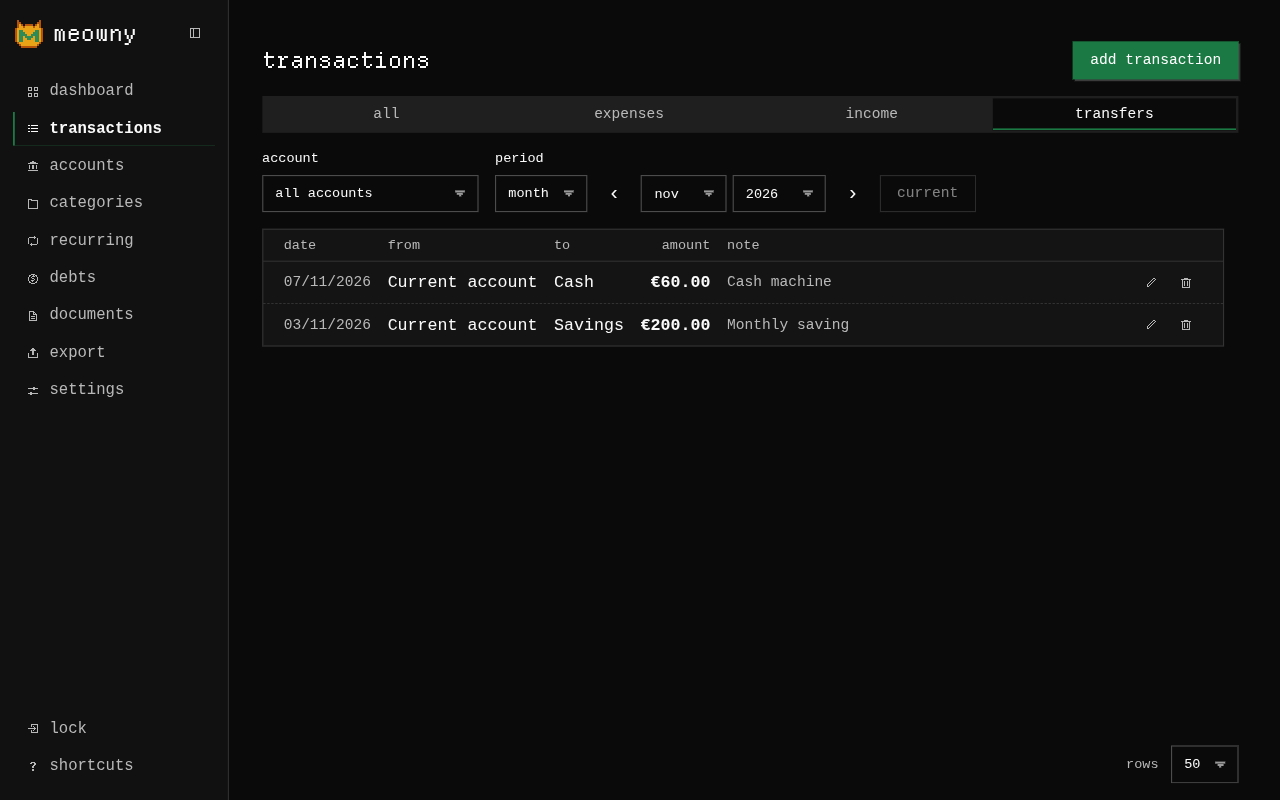 meowny
dashboard
transactions
accounts
categories
recurring
debts
documents
export
settings
lock
? shortcuts
transactions
add transaction
all expenses income transfers
account period
all accounts month ‹ nov 2026 › current
date from to amount note
07/11/2026 Current account Cash €60.00 Cash machine
03/11/2026 Current account Savings €200.00 Monthly saving
rows 50